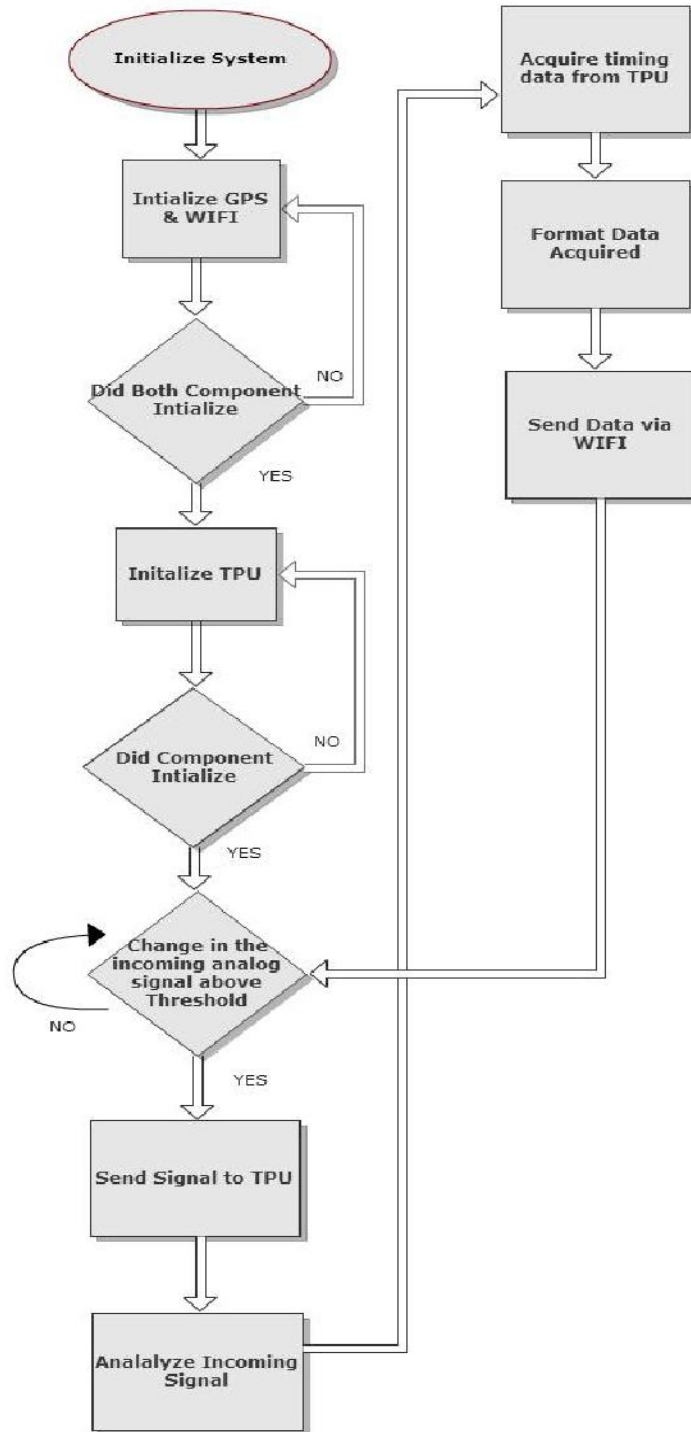 Initialize System
Intialize GPS
& WIFI
Did Both Component
Intialize
NO
YES
Initalize TPU
Did Component
Intialize
NO
YES
Change in the
incoming analog
signal above
Threshold
NO
YES
Send Signal to TPU
Analalyze Incoming
Signal
Acquire timing
data from TPU
Format Data
Acquired
Send Data via
WIFI